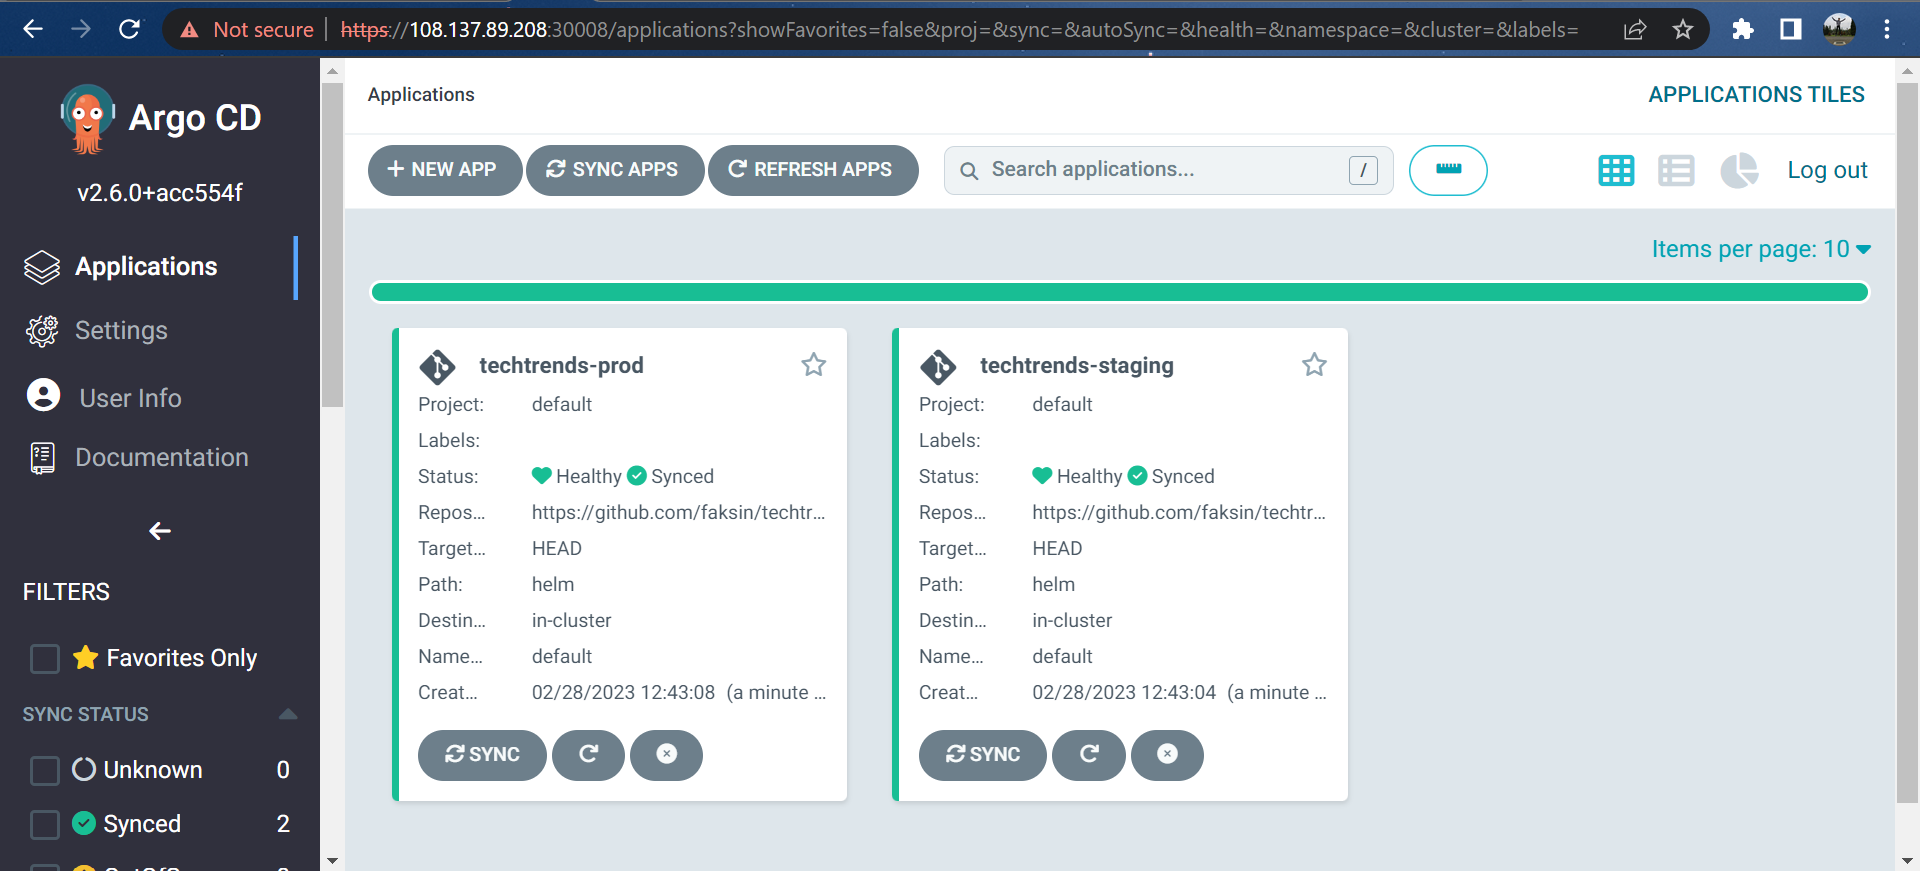 Not secure | https://108.137.89.208:30008/applications?showFavorites=false&proj=&sync=&autoSync=&health=&namespace=&cluster=&labels=
Argo CD
v2.6.0+acc554f
Applications
Settings
User Info
Documentation
FILTERS
Favorites Only
SYNC STATUS
Unknown 0
Synced 2
Applications
APPLICATIONS TILES
+ NEW APP
SYNC APPS
REFRESH APPS
Search applications... /
Log out
Items per page: 10
techtrends-prod
Project: default
Labels:
Status: Healthy Synced
Repos... https://github.com/faksin/techtr...
Target... HEAD
Path: helm
Destin... in-cluster
Name... default
Creat... 02/28/2023 12:43:08 (a minute ...
SYNC
techtrends-staging
Project: default
Labels:
Status: Healthy Synced
Repos... https://github.com/faksin/techtr...
Target... HEAD
Path: helm
Destin... in-cluster
Name... default
Creat... 02/28/2023 12:43:04 (a minute ...
SYNC